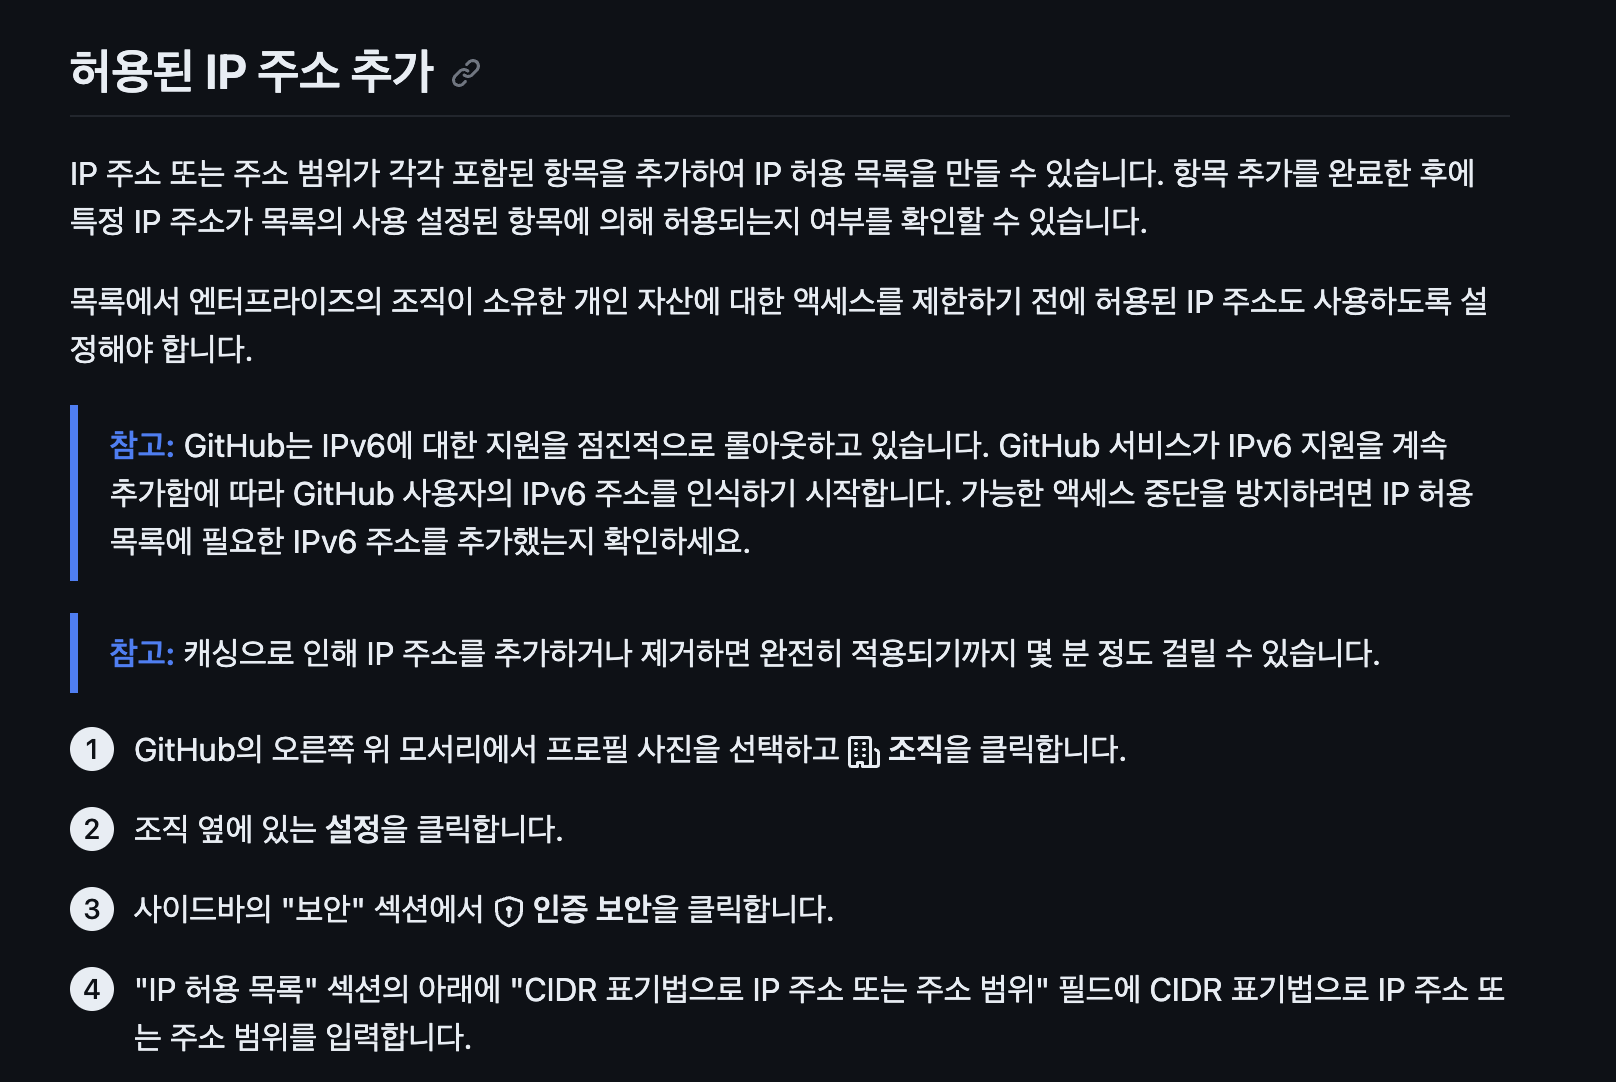 허용된 IP 주소 추가
IP 주소 또는 주소 범위가 각각 포함된 항목을 추가하여 IP 허용 목록을 만들 수 있습니다. 항목 추가를 완료한 후에
특정 IP 주소가 목록의 사용 설정된 항목에 의해 허용되는지 여부를 확인할 수 있습니다.
목록에서 엔터프라이즈의 조직이 소유한 개인 자산에 대한 액세스를 제한하기 전에 허용된 IP 주소도 사용하도록 설
정해야 합니다.
참고: GitHub는 IPv6에 대한 지원을 점진적으로 롤아웃하고 있습니다. GitHub 서비스가 IPv6 지원을 계속
추가함에 따라 GitHub 사용자의 IPv6 주소를 인식하기 시작합니다. 가능한 액세스 중단을 방지하려면 IP 허용
목록에 필요한 IPv6 주소를 추가했는지 확인하세요.
참고: 캐싱으로 인해 IP 주소를 추가하거나 제거하면 완전히 적용되기까지 몇 분 정도 걸릴 수 있습니다.
1 GitHub의 오른쪽 위 모서리에서 프로필 사진을 선택하고 조직을 클릭합니다.
2 조직 옆에 있는 설정을 클릭합니다.
3 사이드바의 "보안" 섹션에서 인증 보안을 클릭합니다.
4 "IP 허용 목록" 섹션의 아래에 "CIDR 표기법으로 IP 주소 또는 주소 범위" 필드에 CIDR 표기법으로 IP 주소 또
는 주소 범위를 입력합니다.